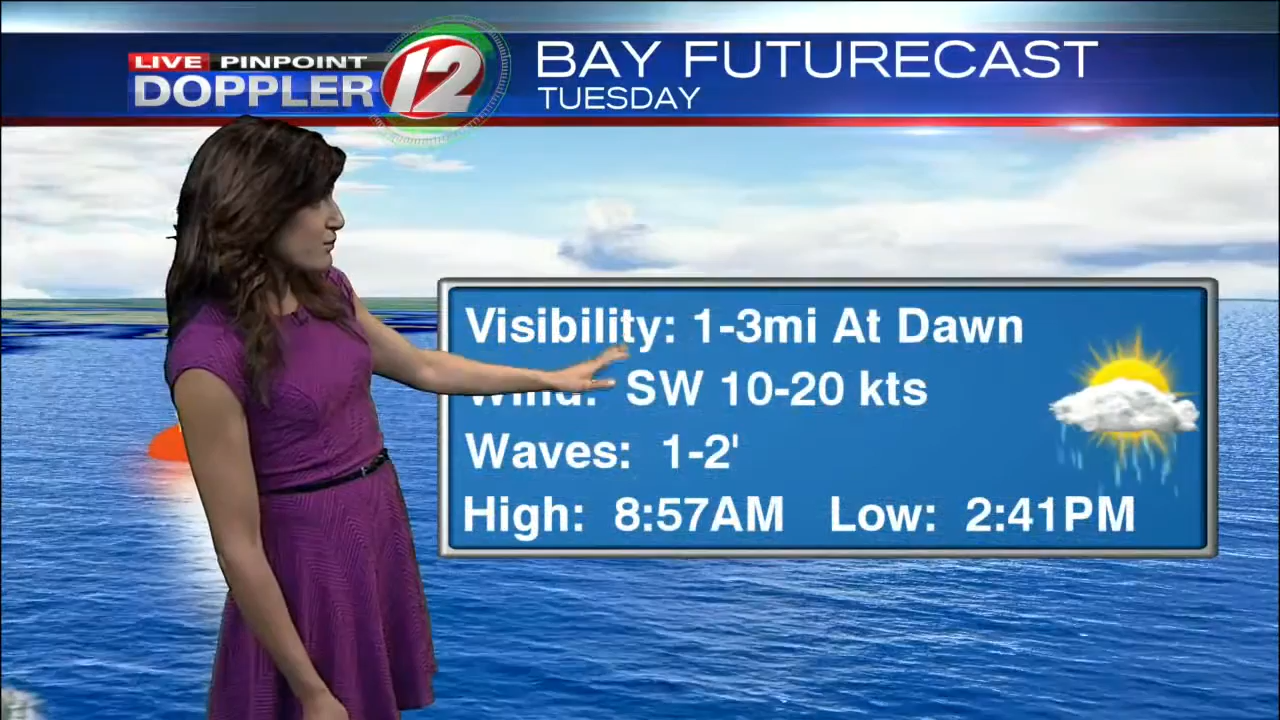 LIVE PINPOINT
DOPPLER 12
BAY FUTURECAST
TUESDAY
Visibility: 1-3mi At Dawn
Wind: SW 10-20 kts
Waves: 1-2'
High: 8:57AM Low: 2:41PM